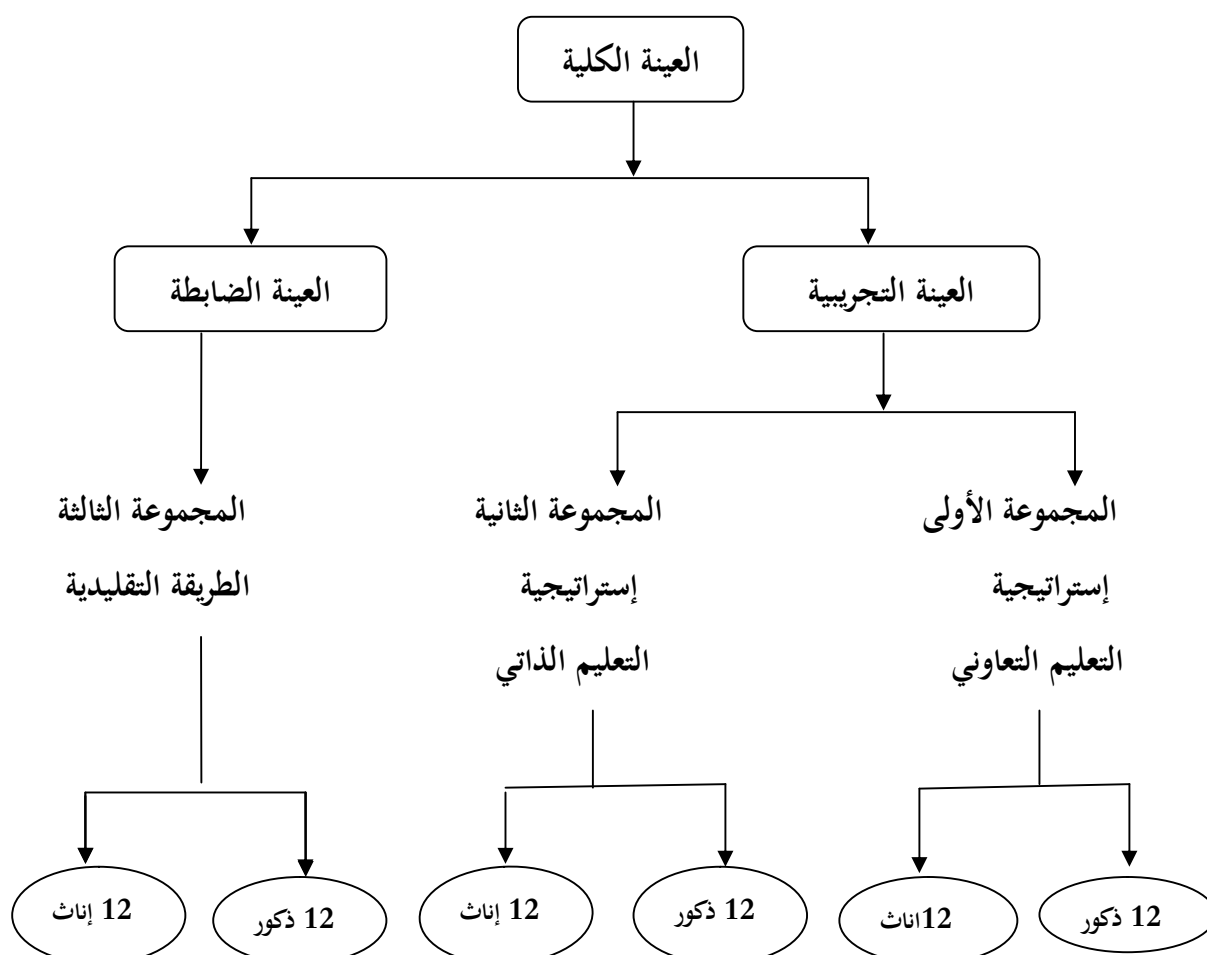 العينة الكلية
العينة التجريبية
العينة الضابطة
المجموعة الأولى
إستراتيجية
التعليم التعاوني
المجموعة الثانية
إستراتيجية
التعليم الذاتي
المجموعة الثالثة
الطريقة التقليدية
12 ذكور
12اناث
12 ذكور
12 إناث
12 ذكور
12 إناث